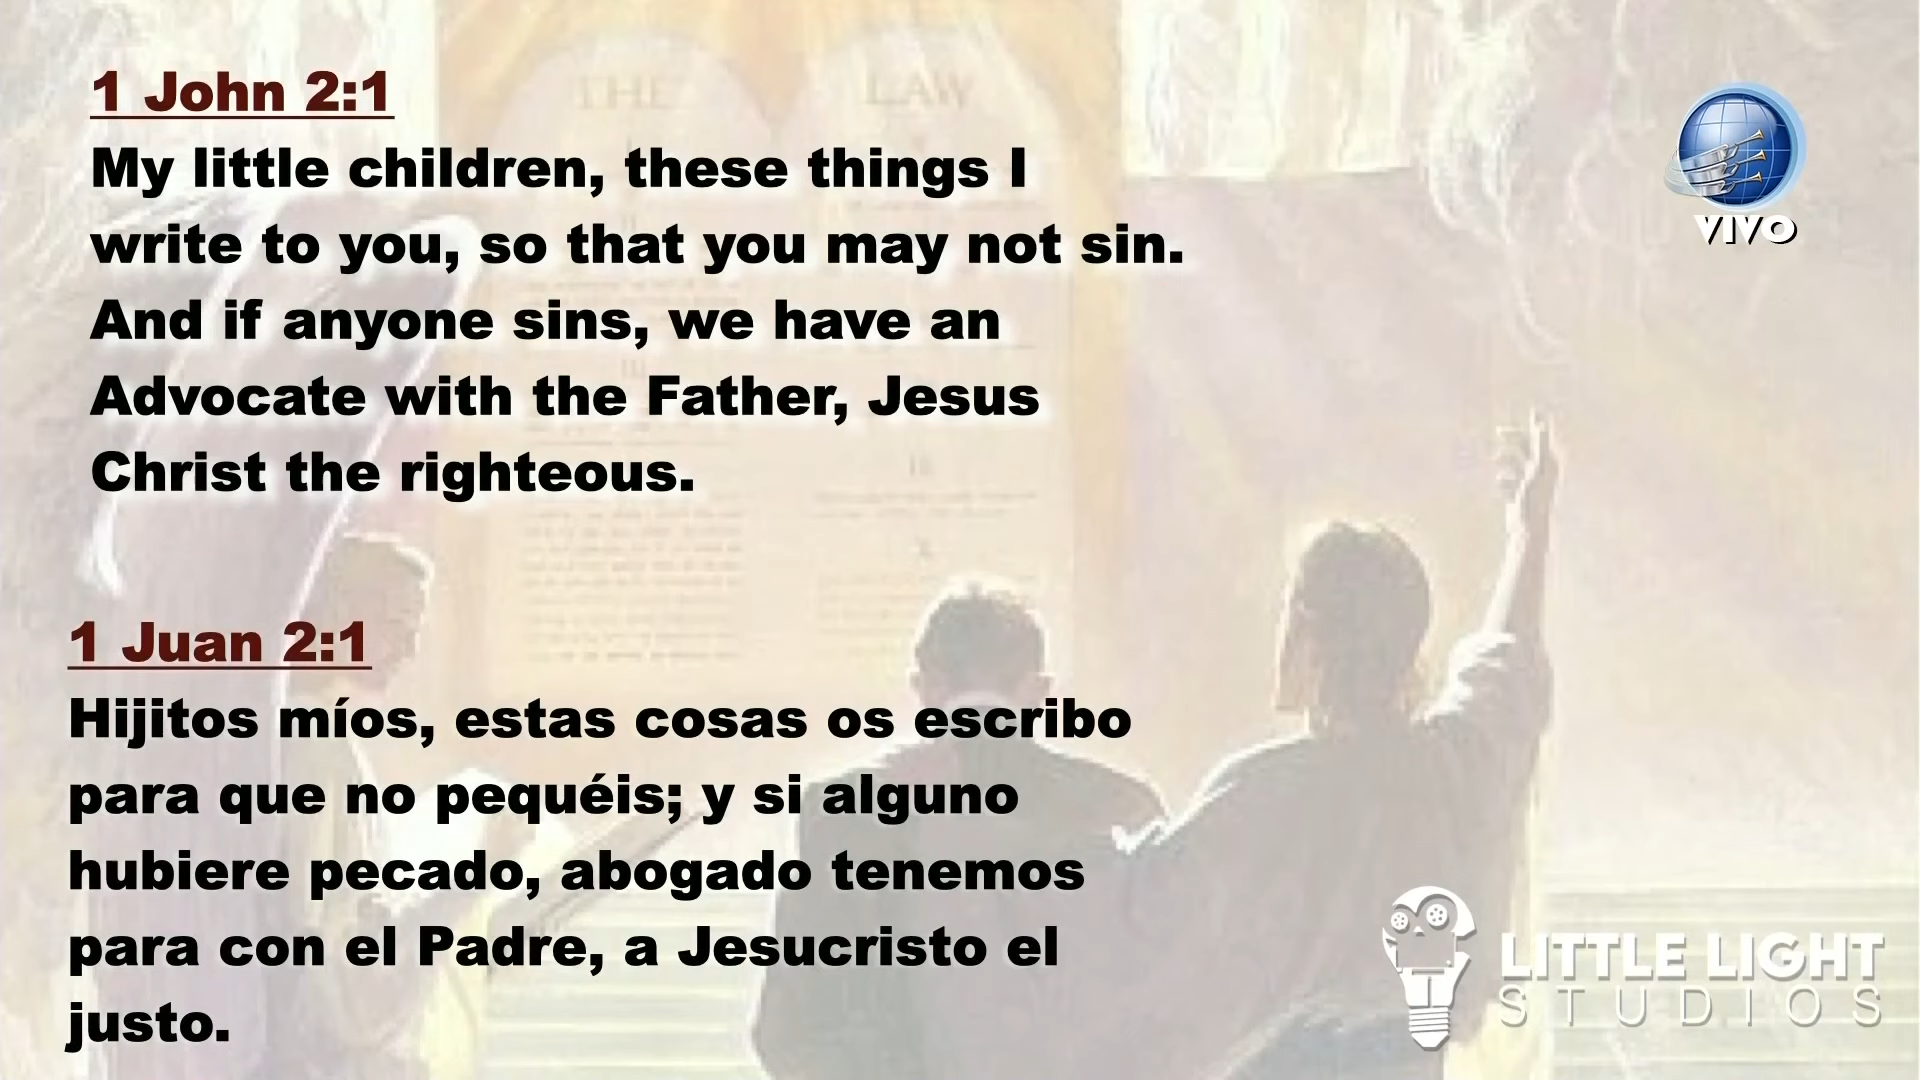 THE LAW
1 John 2:1
My little children, these things I
write to you, so that you may not sin.
And if anyone sins, we have an
Advocate with the Father, Jesus
Christ the righteous.
VIVO
III
1 Juan 2:1
Hijitos míos, estas cosas os escribo
para que no pequéis; y si alguno
hubiere pecado, abogado tenemos
para con el Padre, a Jesucristo el
justo.
LITTLE LIGHT
STUDIOS